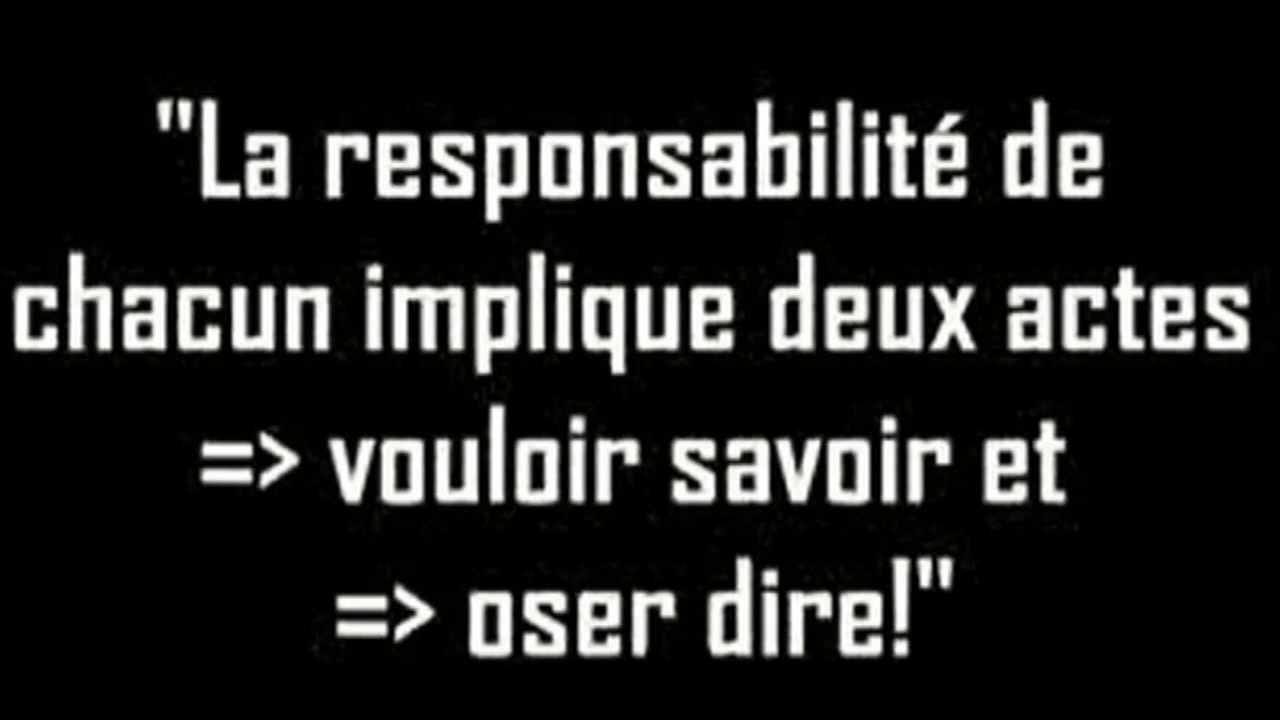 "La responsabilité de
chacun implique deux actes
=> vouloir savoir et
=> oser dire!"